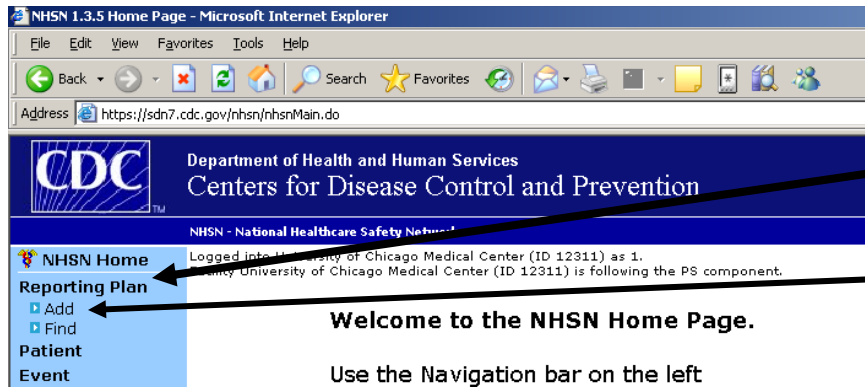 NHSN 1.3.5 Home Page - Microsoft Internet Explorer
File Edit View Favorites Tools Help
Back Search Favorites
Address https://sdn7.cdc.gov/nhsn/nhsnMain.do
CDC TM
Department of Health and Human Services
Centers for Disease Control and Prevention
NHSN - National Healthcare Safety Network
NHSN Home
Logged into University of Chicago Medical Center (ID 12311) as 1.
Facility University of Chicago Medical Center (ID 12311) is following the PS component.
Reporting Plan
Add
Find
Patient
Event
Welcome to the NHSN Home Page.
Use the Navigation bar on the left